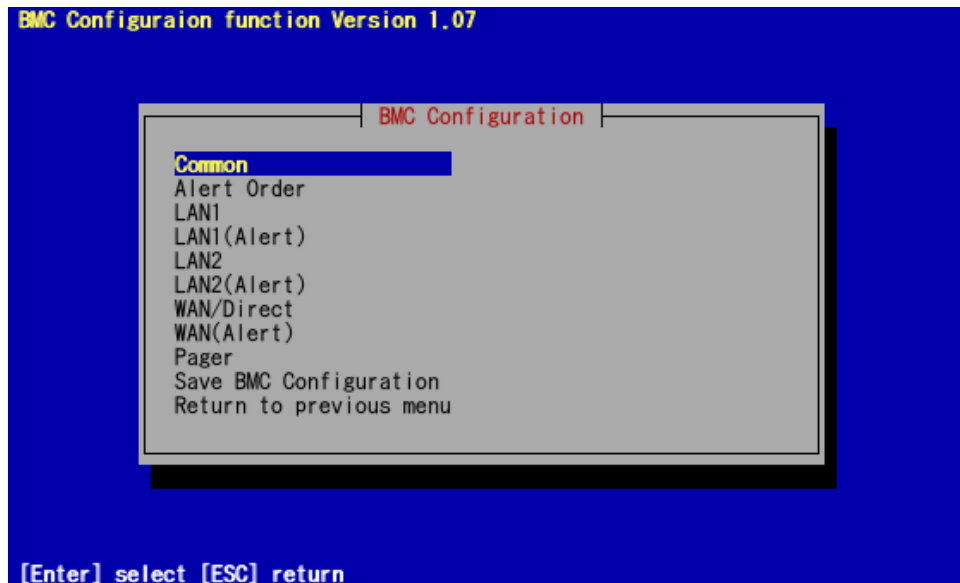 BMC Configuraion function Version 1.07
BMC Configuration
Common
Alert Order
LAN1
LAN1(Alert)
LAN2
LAN2(Alert)
WAN/Direct
WAN(Alert)
Pager
Save BMC Configuration
Return to previous menu
[Enter] select [ESC] return